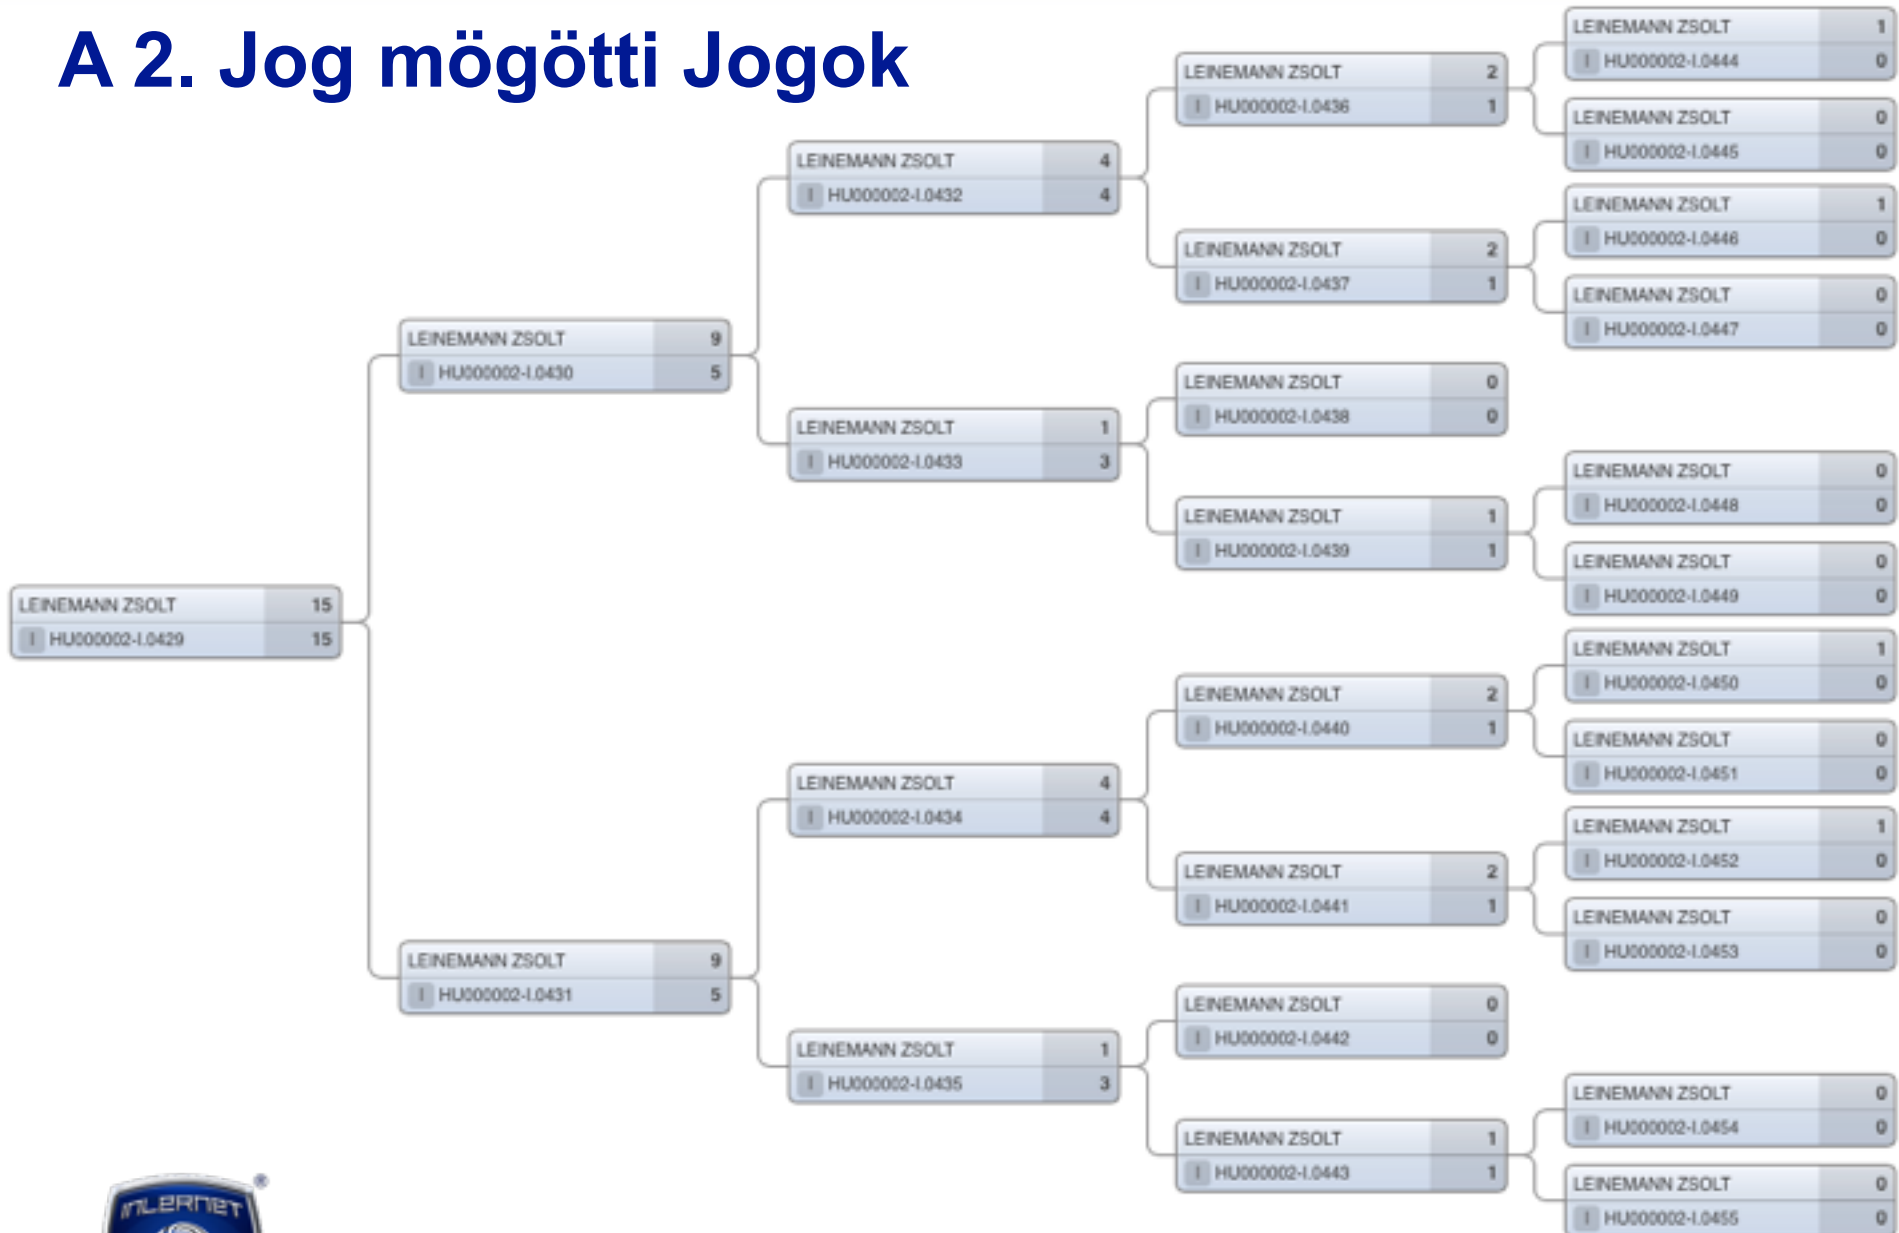 A 2. Jog mögötti Jogok
LEINEMANN ZSOLT 15
I HU000002-I.0429 15
LEINEMANN ZSOLT 9
I HU000002-I.0430 5
LEINEMANN ZSOLT 9
I HU000002-I.0431 5
LEINEMANN ZSOLT 4
I HU000002-I.0432 4
LEINEMANN ZSOLT 1
I HU000002-I.0433 3
LEINEMANN ZSOLT 4
I HU000002-I.0434 4
LEINEMANN ZSOLT 1
I HU000002-I.0435 3
LEINEMANN ZSOLT 2
I HU000002-I.0436 1
LEINEMANN ZSOLT 2
I HU000002-I.0437 1
LEINEMANN ZSOLT 0
I HU000002-I.0438 0
LEINEMANN ZSOLT 1
I HU000002-I.0439 1
LEINEMANN ZSOLT 2
I HU000002-I.0440 1
LEINEMANN ZSOLT 2
I HU000002-I.0441 1
LEINEMANN ZSOLT 0
I HU000002-I.0442 0
LEINEMANN ZSOLT 1
I HU000002-I.0443 1
LEINEMANN ZSOLT 1
I HU000002-I.0444 0
LEINEMANN ZSOLT 0
I HU000002-I.0445 0
LEINEMANN ZSOLT 1
I HU000002-I.0446 0
LEINEMANN ZSOLT 0
I HU000002-I.0447 0
LEINEMANN ZSOLT 0
I HU000002-I.0448 0
LEINEMANN ZSOLT 0
I HU000002-I.0449 0
LEINEMANN ZSOLT 1
I HU000002-I.0450 0
LEINEMANN ZSOLT 0
I HU000002-I.0451 0
LEINEMANN ZSOLT 1
I HU000002-I.0452 0
LEINEMANN ZSOLT 0
I HU000002-I.0453 0
LEINEMANN ZSOLT 0
I HU000002-I.0454 0
LEINEMANN ZSOLT 0
I HU000002-I.0455 0
®